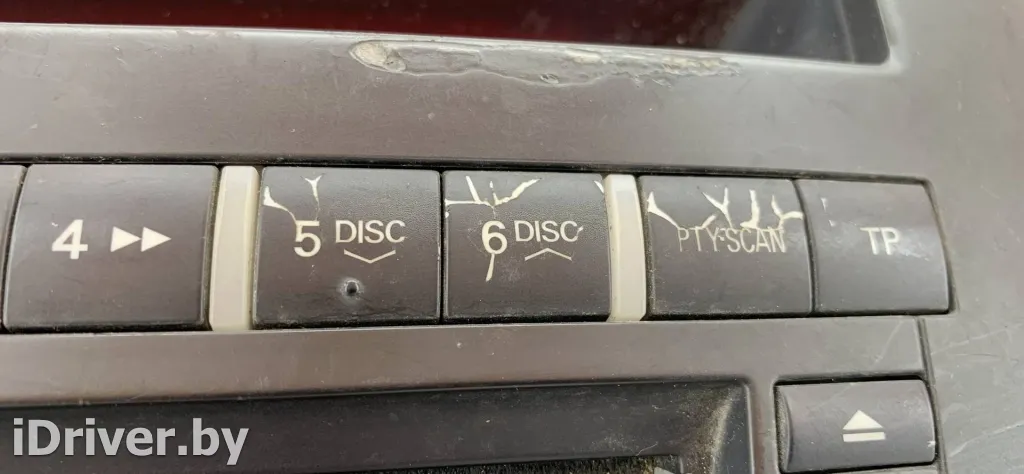 4 5 DISC 6 DISC PTY·SCAN TP
iDriver.by